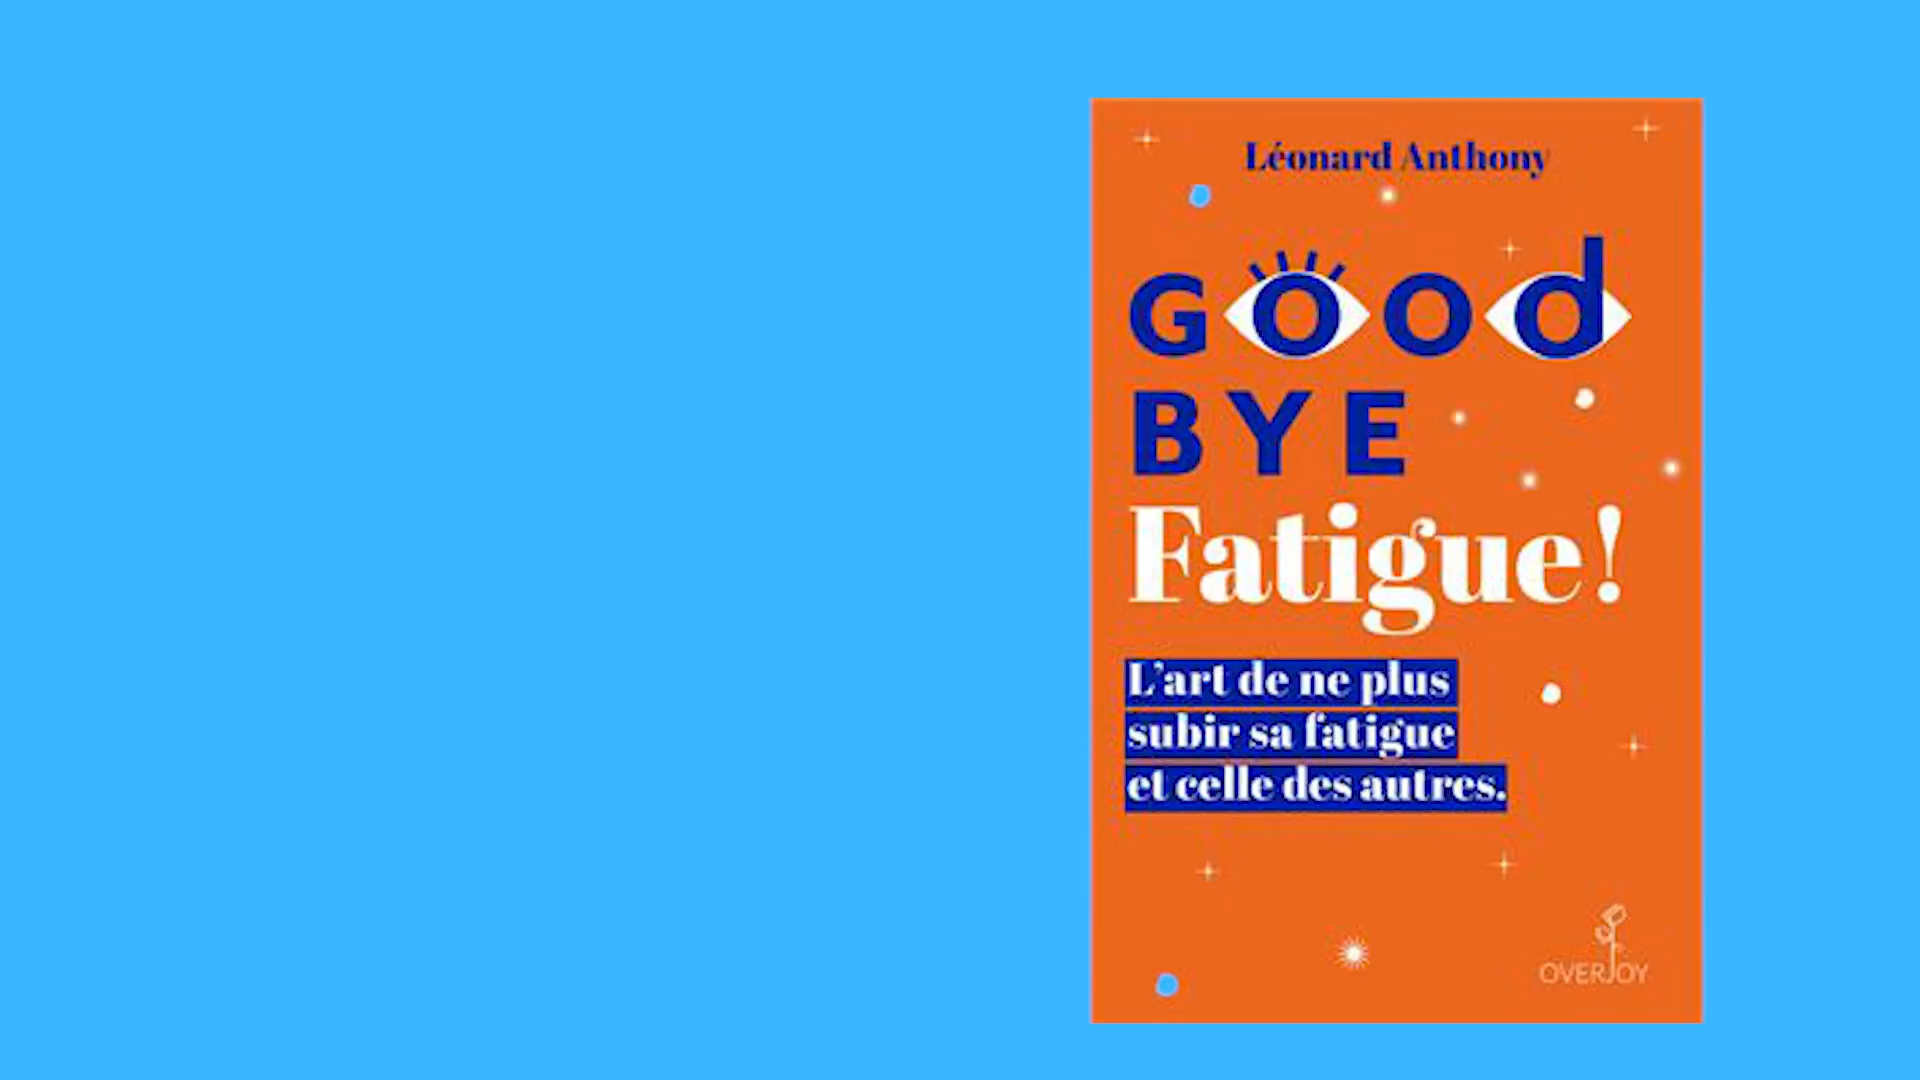 Léonard Anthony
GOOd
BYE
Fatigue!
L'art de ne plus
subir sa fatigue
et celle des autres.
OVERJOY